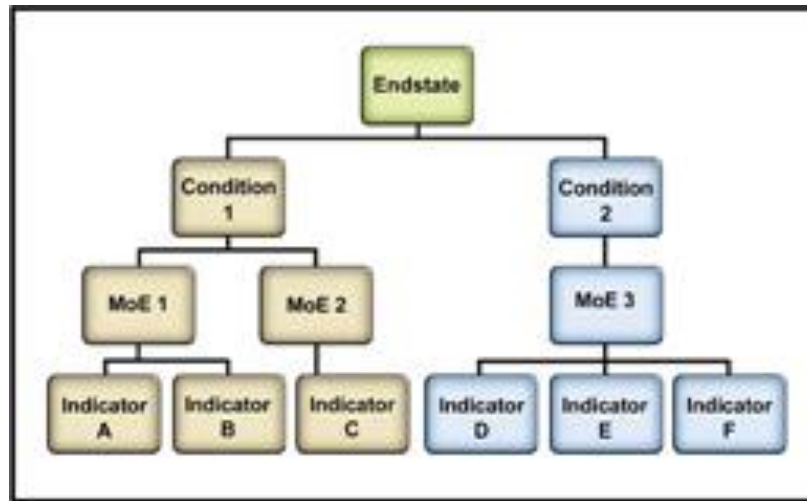 Endstate
Condition
1
Condition
2
MoE 1
MoE 2
MoE 3
Indicator
A
Indicator
B
Indicator
C
Indicator
D
Indicator
E
Indicator
F